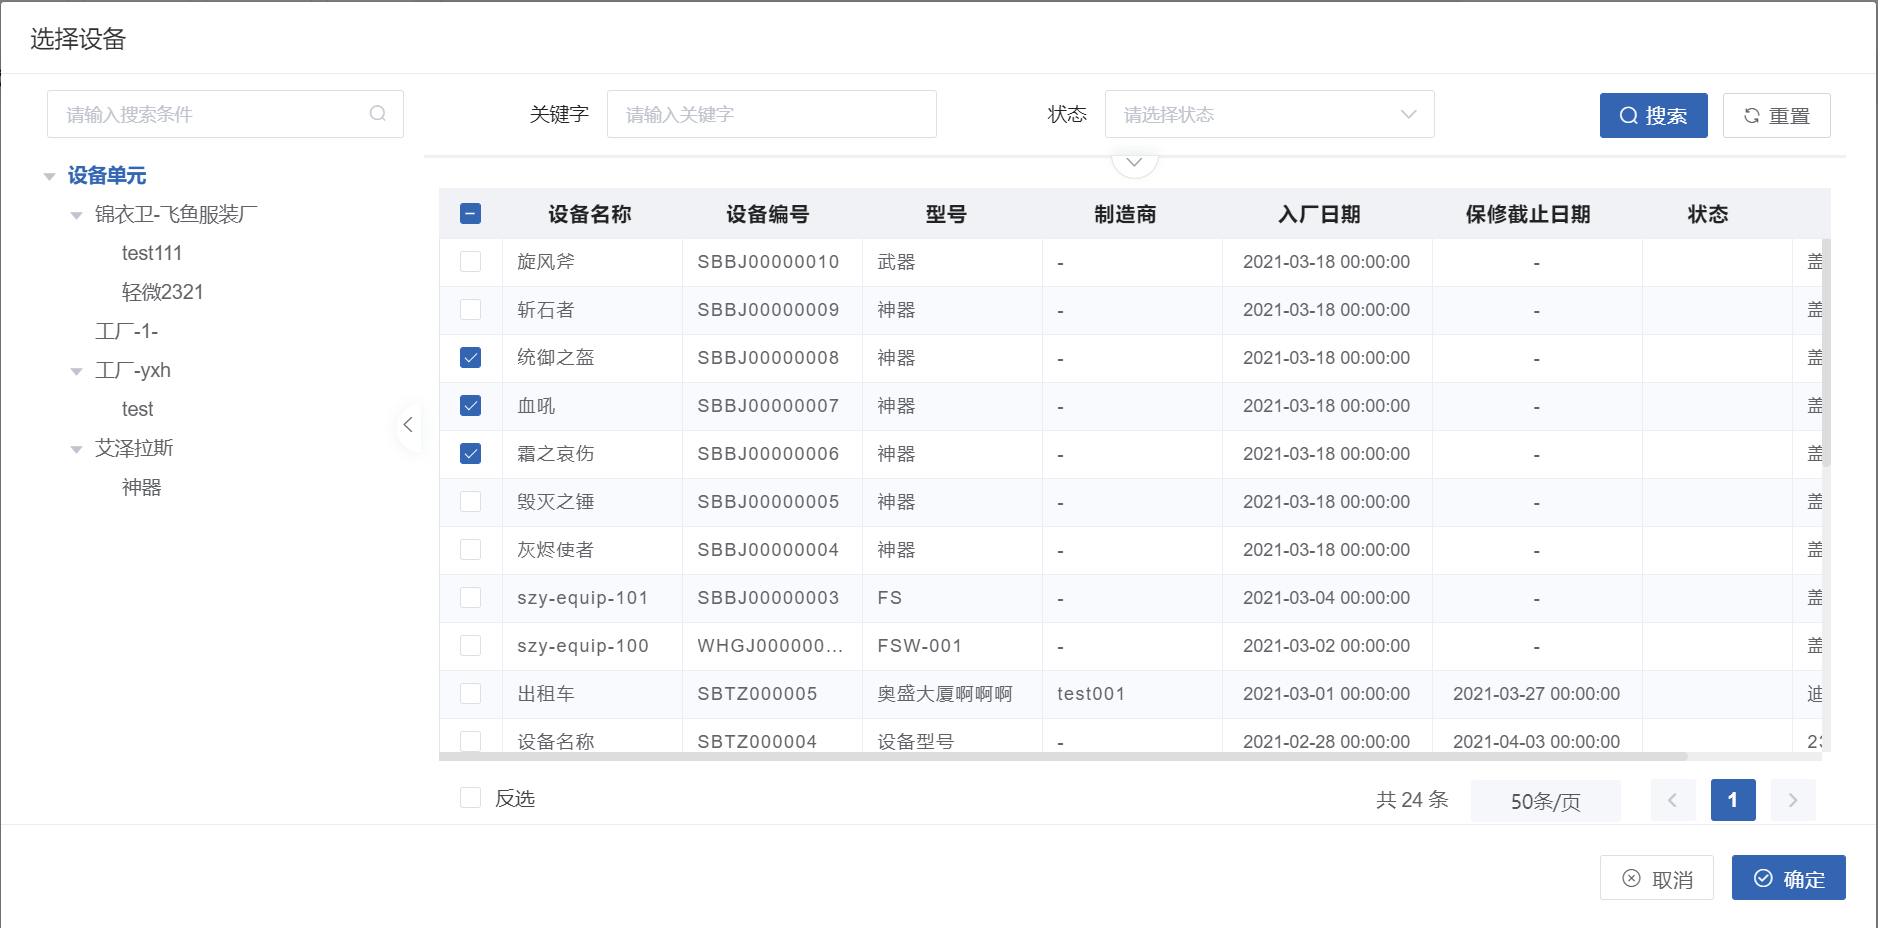 选择设备
请输入搜索条件
关键字 请输入关键字 状态 请选择状态 搜索 重置
设备单元
锦衣卫-飞鱼服装厂
test111
轻微2321
工厂-1-
工厂-yxh
test
艾泽拉斯
神器
设备名称 设备编号 型号 制造商 入厂日期 保修截止日期 状态
旋风斧 SBBJ00000010 武器 - 2021-03-18 00:00:00 - 盖
斩石者 SBBJ00000009 神器 - 2021-03-18 00:00:00 - 盖
统御之盔 SBBJ00000008 神器 - 2021-03-18 00:00:00 - 盖
血吼 SBBJ00000007 神器 - 2021-03-18 00:00:00 - 盖
霜之哀伤 SBBJ00000006 神器 - 2021-03-18 00:00:00 - 盖
毁灭之锤 SBBJ00000005 神器 - 2021-03-18 00:00:00 - 盖
灰烬使者 SBBJ00000004 神器 - 2021-03-18 00:00:00 - 盖
szy-equip-101 SBBJ00000003 FS - 2021-03-04 00:00:00 - 盖
szy-equip-100 WHGJ000000... FSW-001 - 2021-03-02 00:00:00 - 盖
出租车 SBTZ000005 奥盛大厦啊啊啊 test001 2021-03-01 00:00:00 2021-03-27 00:00:00 迪
设备名称 SBTZ000004 设备型号 - 2021-02-28 00:00:00 2021-04-03 00:00:00
反选 共 24 条 50条/页 1
取消 确定